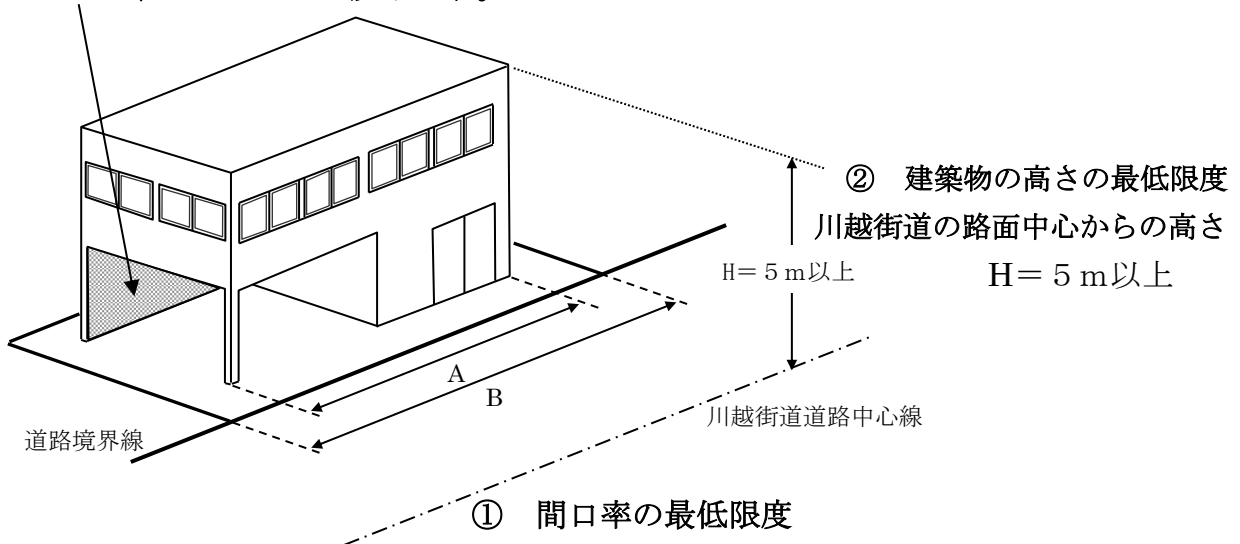 ② 建築物の高さの最低限度
川越街道の路面中心からの高さ
H=5m以上
H=5m以上
A
B
川越街道道路中心線
道路境界線
① 間口率の最低限度